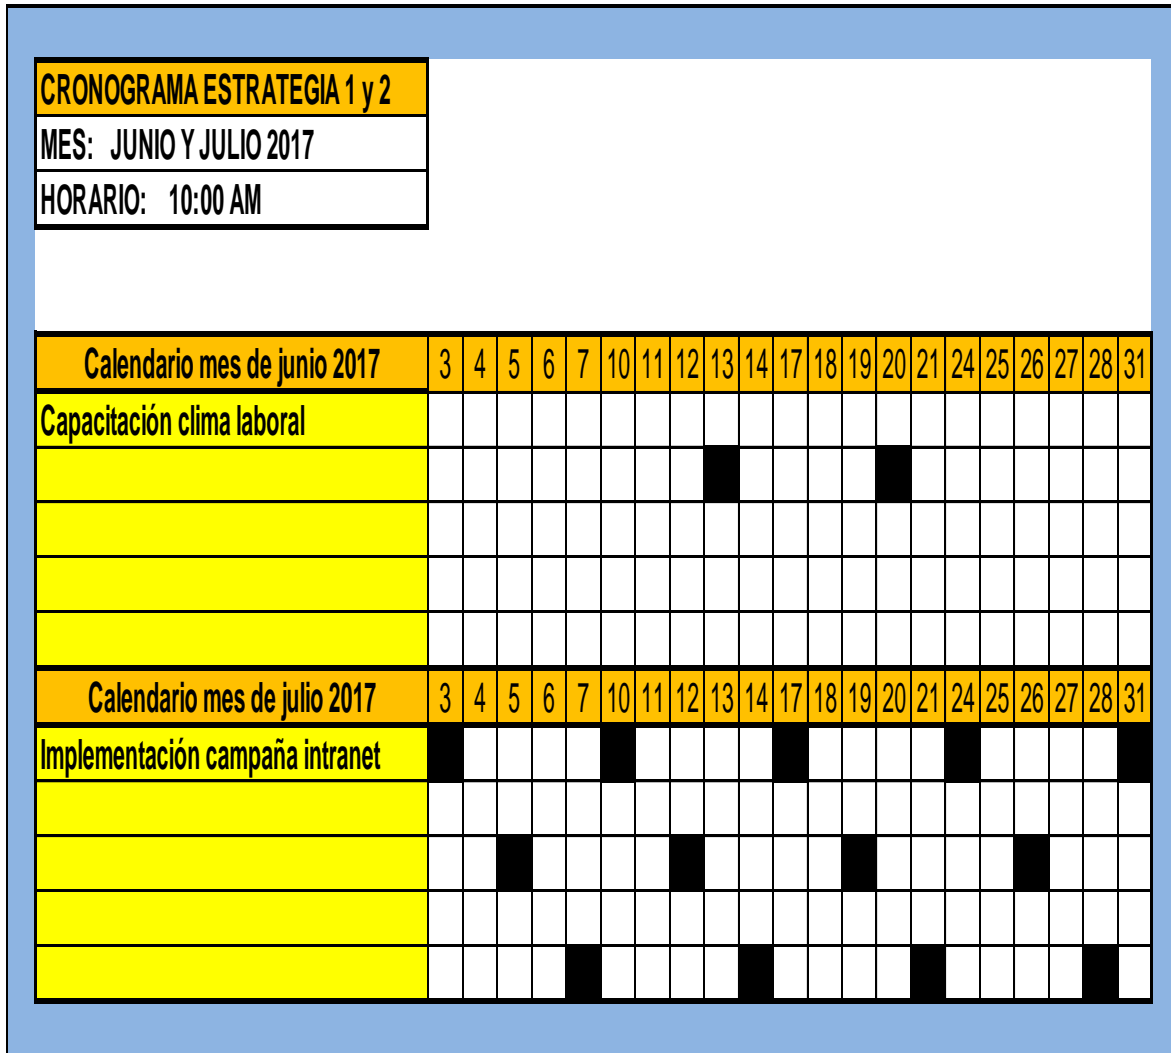 CRONOGRAMA ESTRATEGIA 1 y 2
MES: JUNIO Y JULIO 2017
HORARIO: 10:00 AM
Calendario mes de junio 2017 3 4 5 6 7 10 11 12 13 14 17 18 19 20 21 24 25 26 27 28 31
Capacitación clima laboral
Calendario mes de julio 2017 3 4 5 6 7 10 11 12 13 14 17 18 19 20 21 24 25 26 27 28 31
Implementación campaña intranet